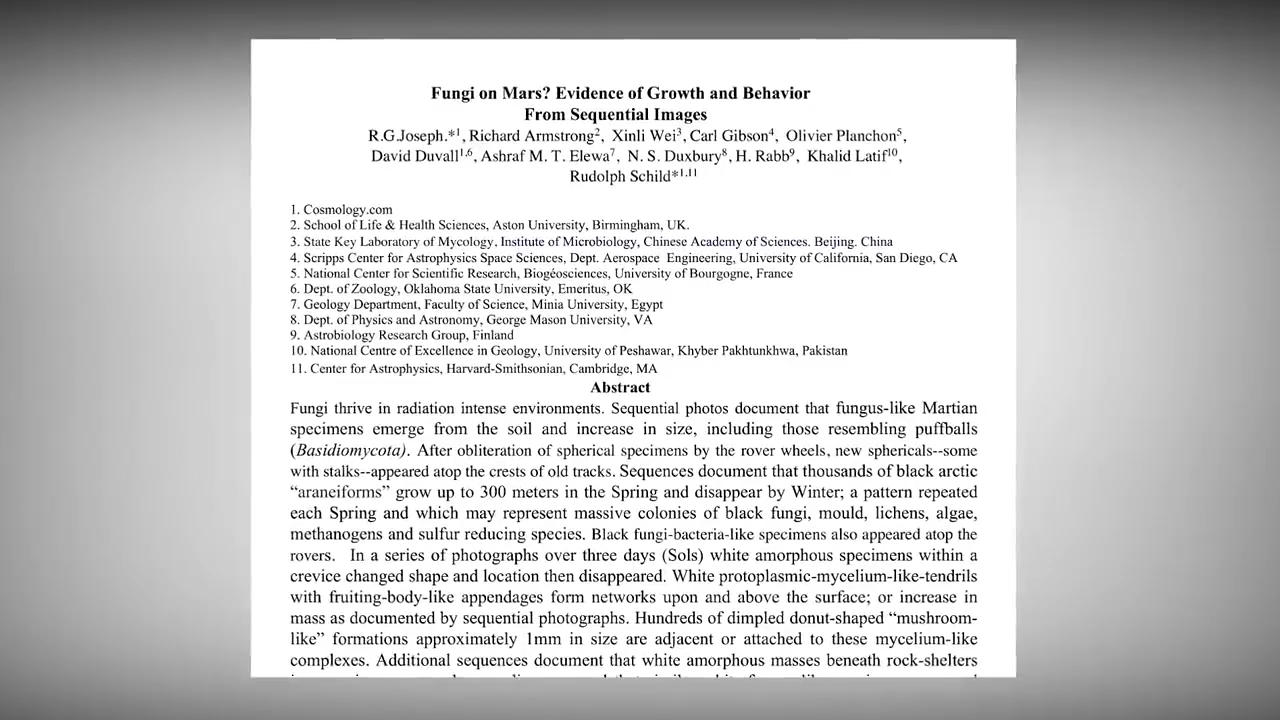 Fungi on Mars? Evidence of Growth and Behavior
From Sequential Images
R.G.Joseph.*1, Richard Armstrong2, Xinli Wei3, Carl Gibson4, Olivier Planchon5,
David Duvall1,6, Ashraf M. T. Elewa7, N. S. Duxbury8, H. Rabb9, Khalid Latif10,
Rudolph Schild*1,11
1. Cosmology.com
2. School of Life & Health Sciences, Aston University, Birmingham, UK.
3. State Key Laboratory of Mycology, Institute of Microbiology, Chinese Academy of Sciences. Beijing. China
4. Scripps Center for Astrophysics Space Sciences, Dept. Aerospace Engineering, University of California, San Diego, CA
5. National Center for Scientific Research, Biogéosciences, University of Bourgogne, France
6. Dept. of Zoology, Oklahoma State University, Emeritus, OK
7. Geology Department, Faculty of Science, Minia University, Egypt
8. Dept. of Physics and Astronomy, George Mason University, VA
9. Astrobiology Research Group, Finland
10. National Centre of Excellence in Geology, University of Peshawar, Khyber Pakhtunkhwa, Pakistan
11. Center for Astrophysics, Harvard-Smithsonian, Cambridge, MA
Abstract
Fungi thrive in radiation intense environments. Sequential photos document that fungus-like Martian
specimens emerge from the soil and increase in size, including those resembling puffballs
(Basidiomycota). After obliteration of spherical specimens by the rover wheels, new sphericals--some
with stalks--appeared atop the crests of old tracks. Sequences document that thousands of black arctic
“araneiforms” grow up to 300 meters in the Spring and disappear by Winter; a pattern repeated
each Spring and which may represent massive colonies of black fungi, mould, lichens, algae,
methanogens and sulfur reducing species. Black fungi-bacteria-like specimens also appeared atop the
rovers. In a series of photographs over three days (Sols) white amorphous specimens within a
crevice changed shape and location then disappeared. White protoplasmic-mycelium-like-tendrils
with fruiting-body-like appendages form networks upon and above the surface; or increase in
mass as documented by sequential photographs. Hundreds of dimpled donut-shaped “mushroom-
like” formations approximately 1mm in size are adjacent or attached to these mycelium-like
complexes. Additional sequences document that white amorphous masses beneath rock-shelters